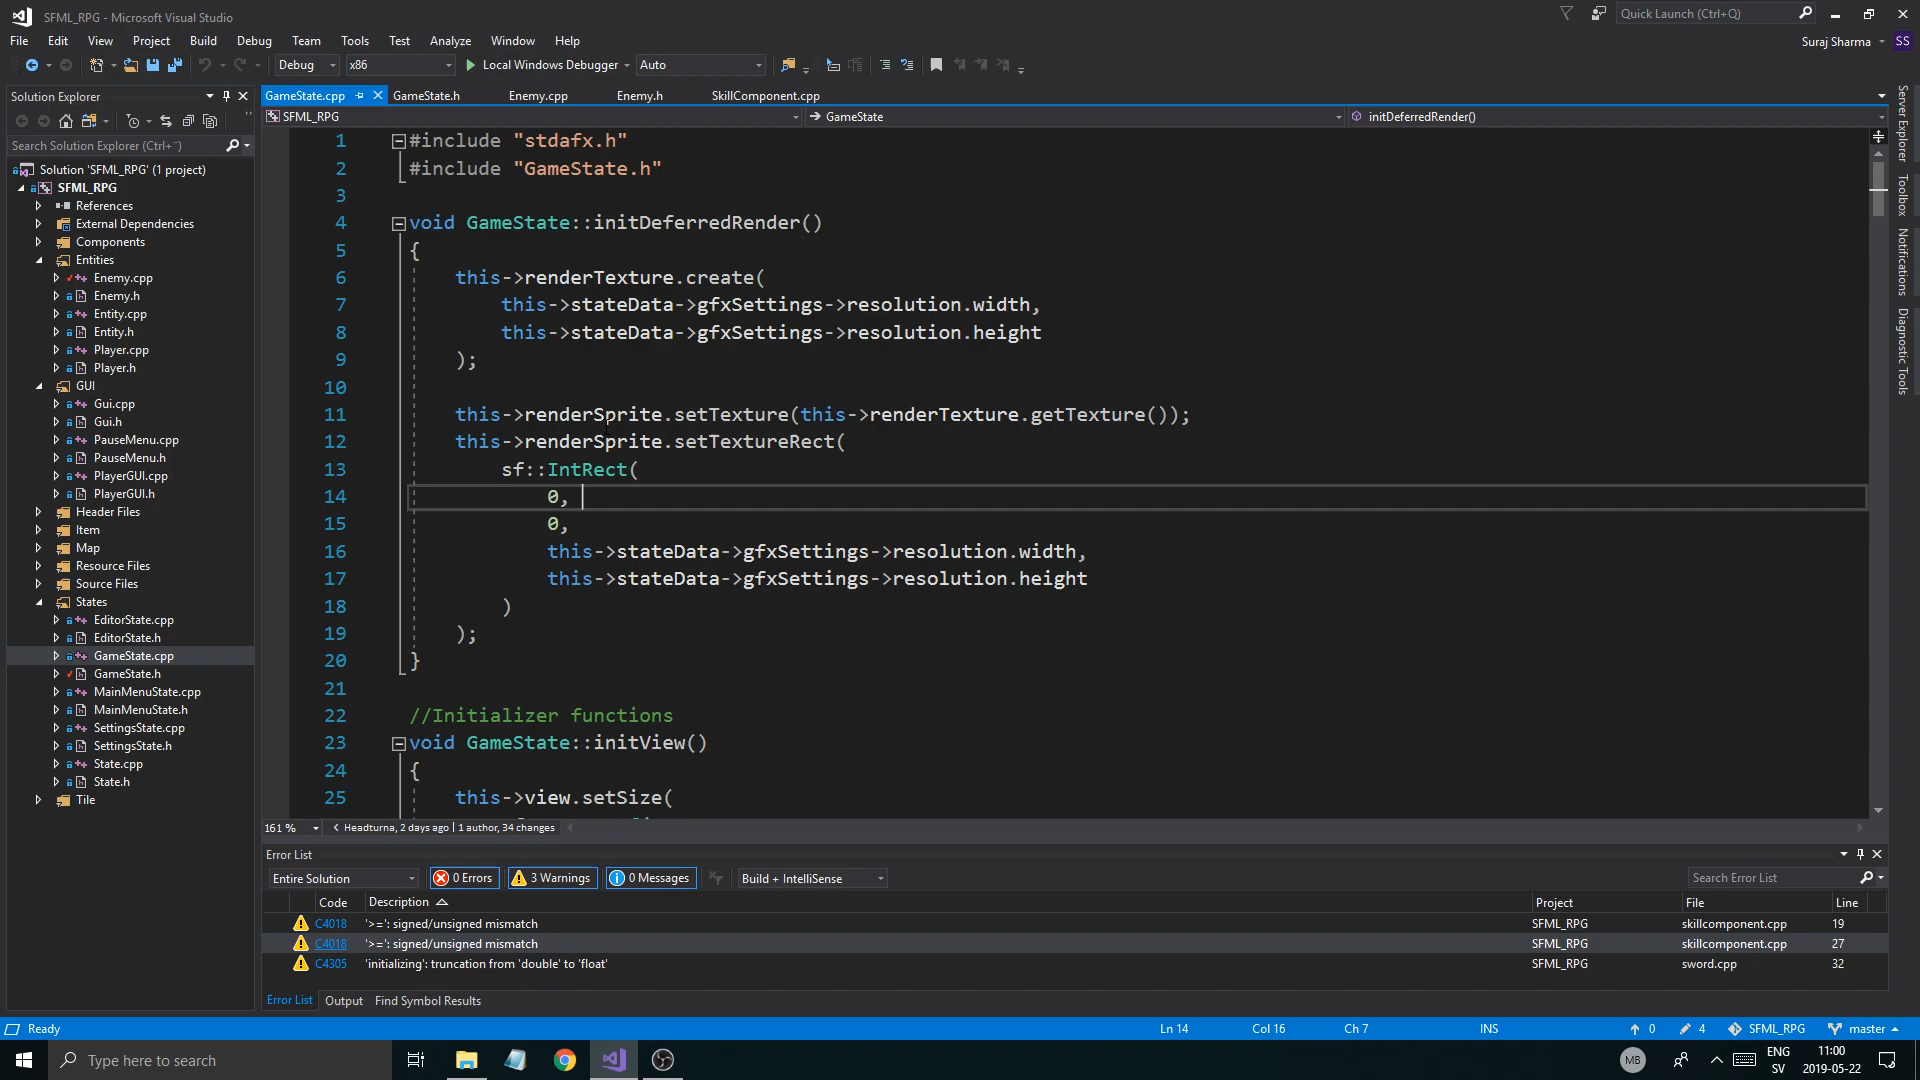 SFML_RPG - Microsoft Visual Studio
Quick Launch (Ctrl+Q)
File Edit View Project Build Debug Team Tools Test Analyze Window Help
Suraj Sharma SS
Debug x86 Local Windows Debugger Auto
Solution Explorer
GameState.cpp GameState.h Enemy.cpp Enemy.h SkillComponent.cpp
SFML_RPG GameState initDeferredRender()
Search Solution Explorer (Ctrl+¨)
Solution 'SFML_RPG' (1 project)
SFML_RPG
References
External Dependencies
Components
Entities
Enemy.cpp
Enemy.h
Entity.cpp
Entity.h
Player.cpp
Player.h
GUI
Gui.cpp
Gui.h
PauseMenu.cpp
PauseMenu.h
PlayerGUI.cpp
PlayerGUI.h
Header Files
Item
Map
Resource Files
Source Files
States
EditorState.cpp
EditorState.h
GameState.cpp
GameState.h
MainMenuState.cpp
MainMenuState.h
SettingsState.cpp
SettingsState.h
State.cpp
State.h
Tile
1 #include "stdafx.h"
2 #include "GameState.h"
3
4 void GameState::initDeferredRender()
5 {
6 this->renderTexture.create(
7 this->stateData->gfxSettings->resolution.width,
8 this->stateData->gfxSettings->resolution.height
9 );
10
11 this->renderSprite.setTexture(this->renderTexture.getTexture());
12 this->renderSprite.setTextureRect(
13 sf::IntRect(
14 0,
15 0,
16 this->stateData->gfxSettings->resolution.width,
17 this->stateData->gfxSettings->resolution.height
18 )
19 );
20 }
21
22 //Initializer functions
23 void GameState::initView()
24 {
25 this->view.setSize(
Server Explorer
Toolbox
Notifications
Diagnostic Tools
161 % Headturna, 2 days ago | 1 author, 34 changes
Error List
Entire Solution 0 Errors 3 Warnings 0 Messages Build + IntelliSense Search Error List
Code Description Project File Line
C4018 '>=': signed/unsigned mismatch SFML_RPG skillcomponent.cpp 19
C4018 '>=': signed/unsigned mismatch SFML_RPG skillcomponent.cpp 27
C4305 'initializing': truncation from 'double' to 'float' SFML_RPG sword.cpp 32
Error List Output Find Symbol Results
Ready Ln 14 Col 16 Ch 7 INS 0 4 SFML_RPG master
Type here to search
MB
ENG
SV
11:00
2019-05-22